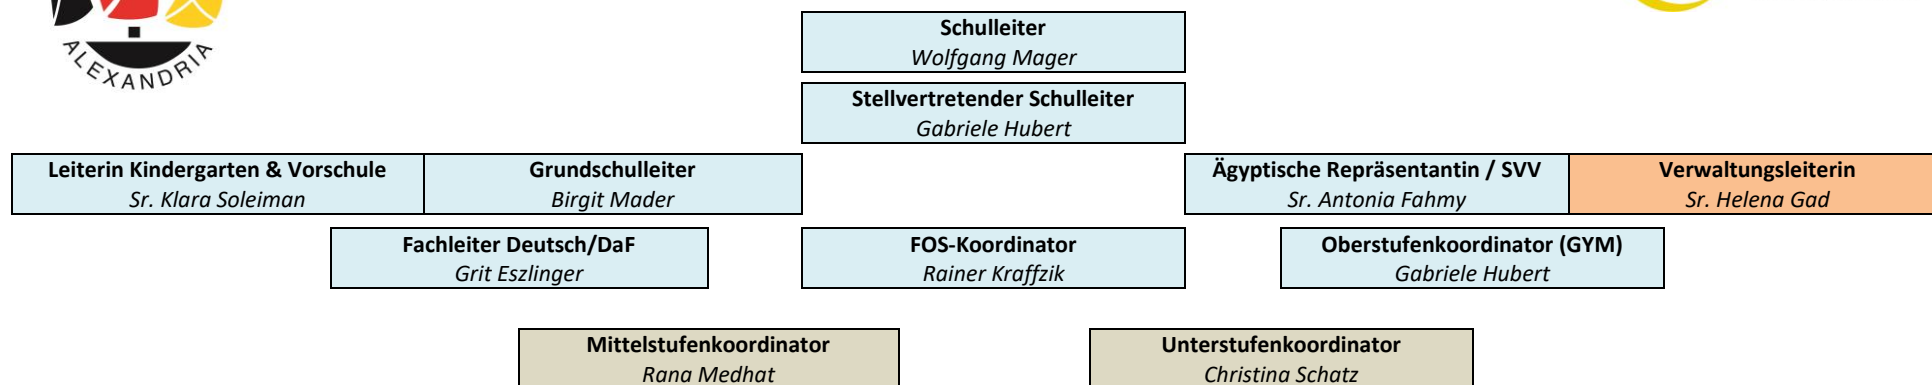 ALEXANDRIA
Schulleiter
Wolfgang Mager
Stellvertretender Schulleiter
Gabriele Hubert
Leiterin Kindergarten & Vorschule
Sr. Klara Soleiman
Grundschulleiter
Birgit Mader
Ägyptische Repräsentantin / SVV
Sr. Antonia Fahmy
Verwaltungsleiterin
Sr. Helena Gad
Fachleiter Deutsch/DaF
Grit Eszlinger
FOS-Koordinator
Rainer Kraffzik
Oberstufenkoordinator (GYM)
Gabriele Hubert
Mittelstufenkoordinator
Rana Medhat
Unterstufenkoordinator
Christina Schatz